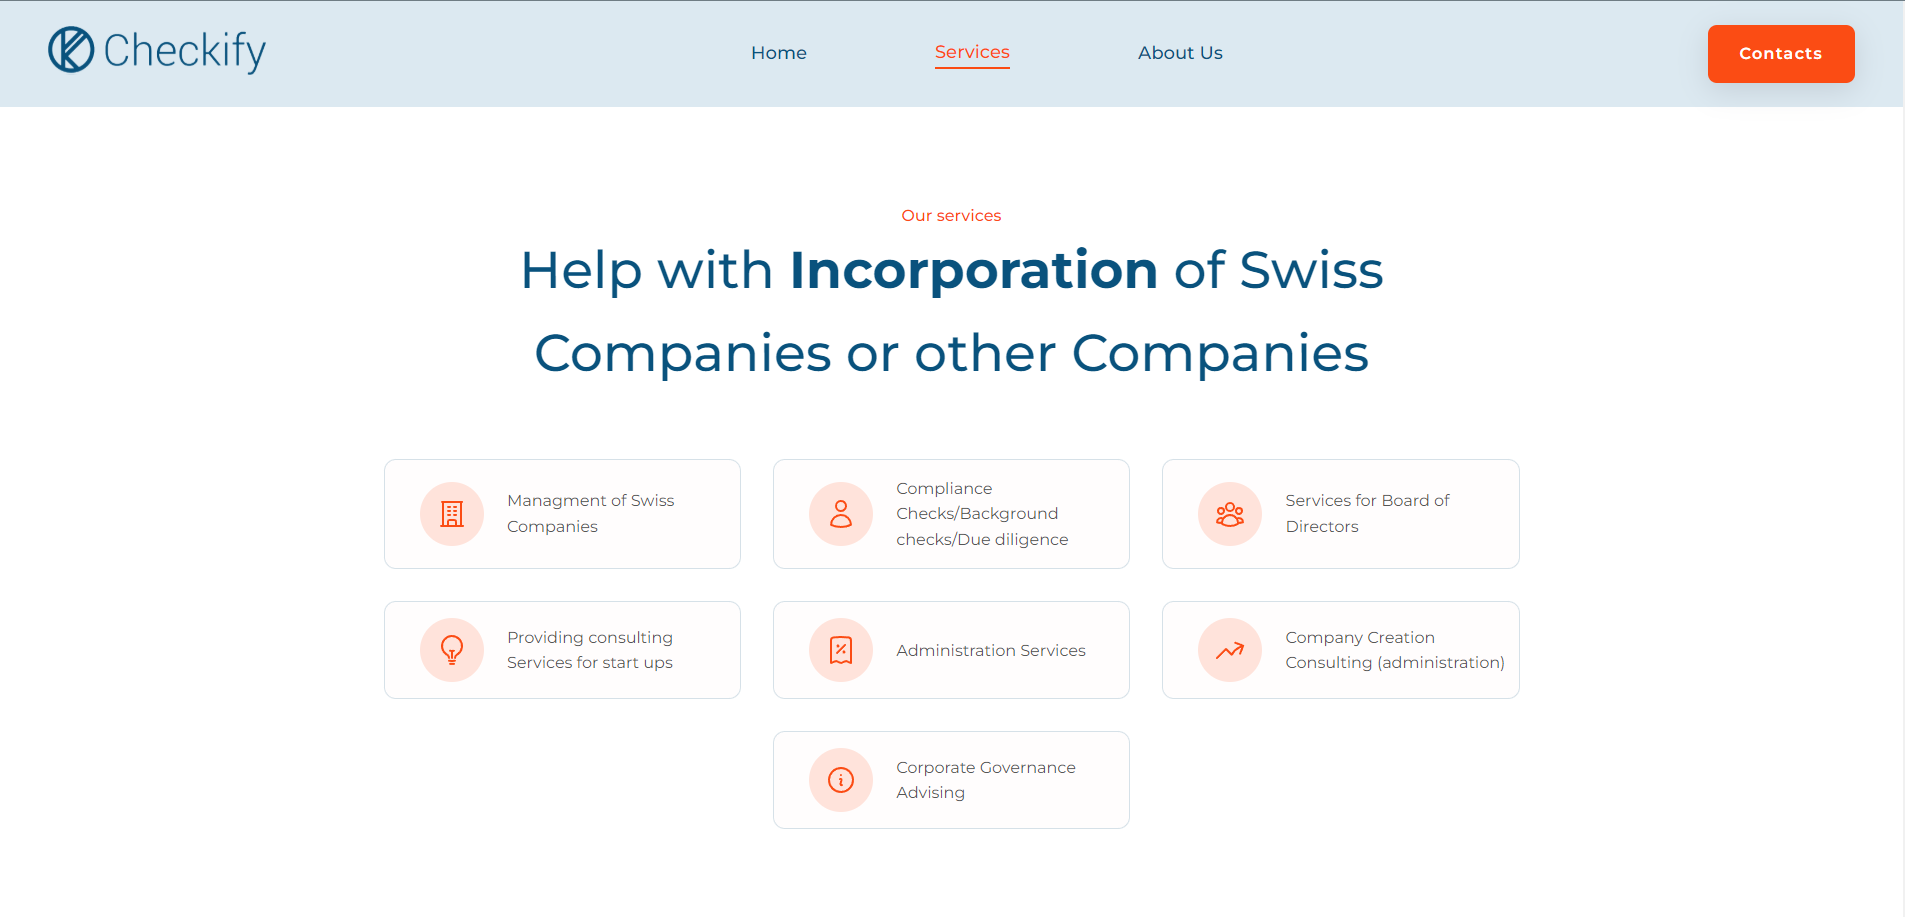 Checkify
Home
Services
About Us
Contacts
Our services
Help with Incorporation of Swiss
Companies or other Companies
Managment of Swiss
Companies
Compliance
Checks/Background
checks/Due diligence
Services for Board of
Directors
Providing consulting
Services for start ups
Administration Services
Company Creation
Consulting (administration)
Corporate Governance
Advising